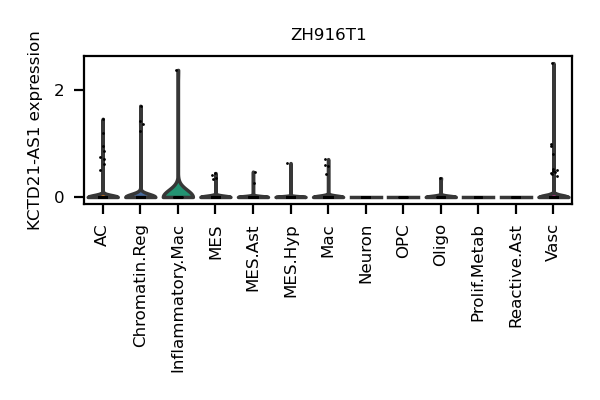 ZH916T1
KCTD21-AS1 expression
2
0
AC
Chromatin.Reg
Inflammatory.Mac
MES
MES.Ast
MES.Hyp
Mac
Neuron
OPC
Oligo
Prolif.Metab
Reactive.Ast
Vasc